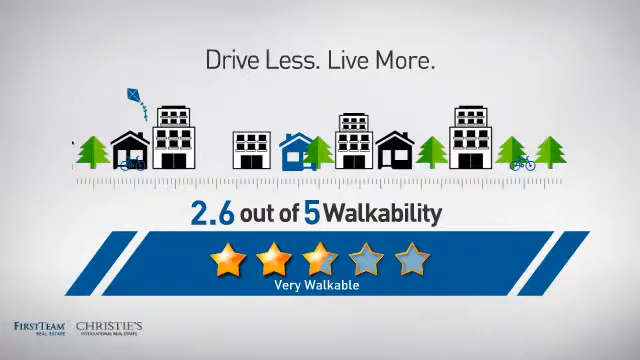 Drive Less. Live More.
2.6 out of 5 Walkability
Very Walkable
FIRST TEAM CHRISTIE'S
REAL ESTATE INTERNATIONAL REAL ESTATE